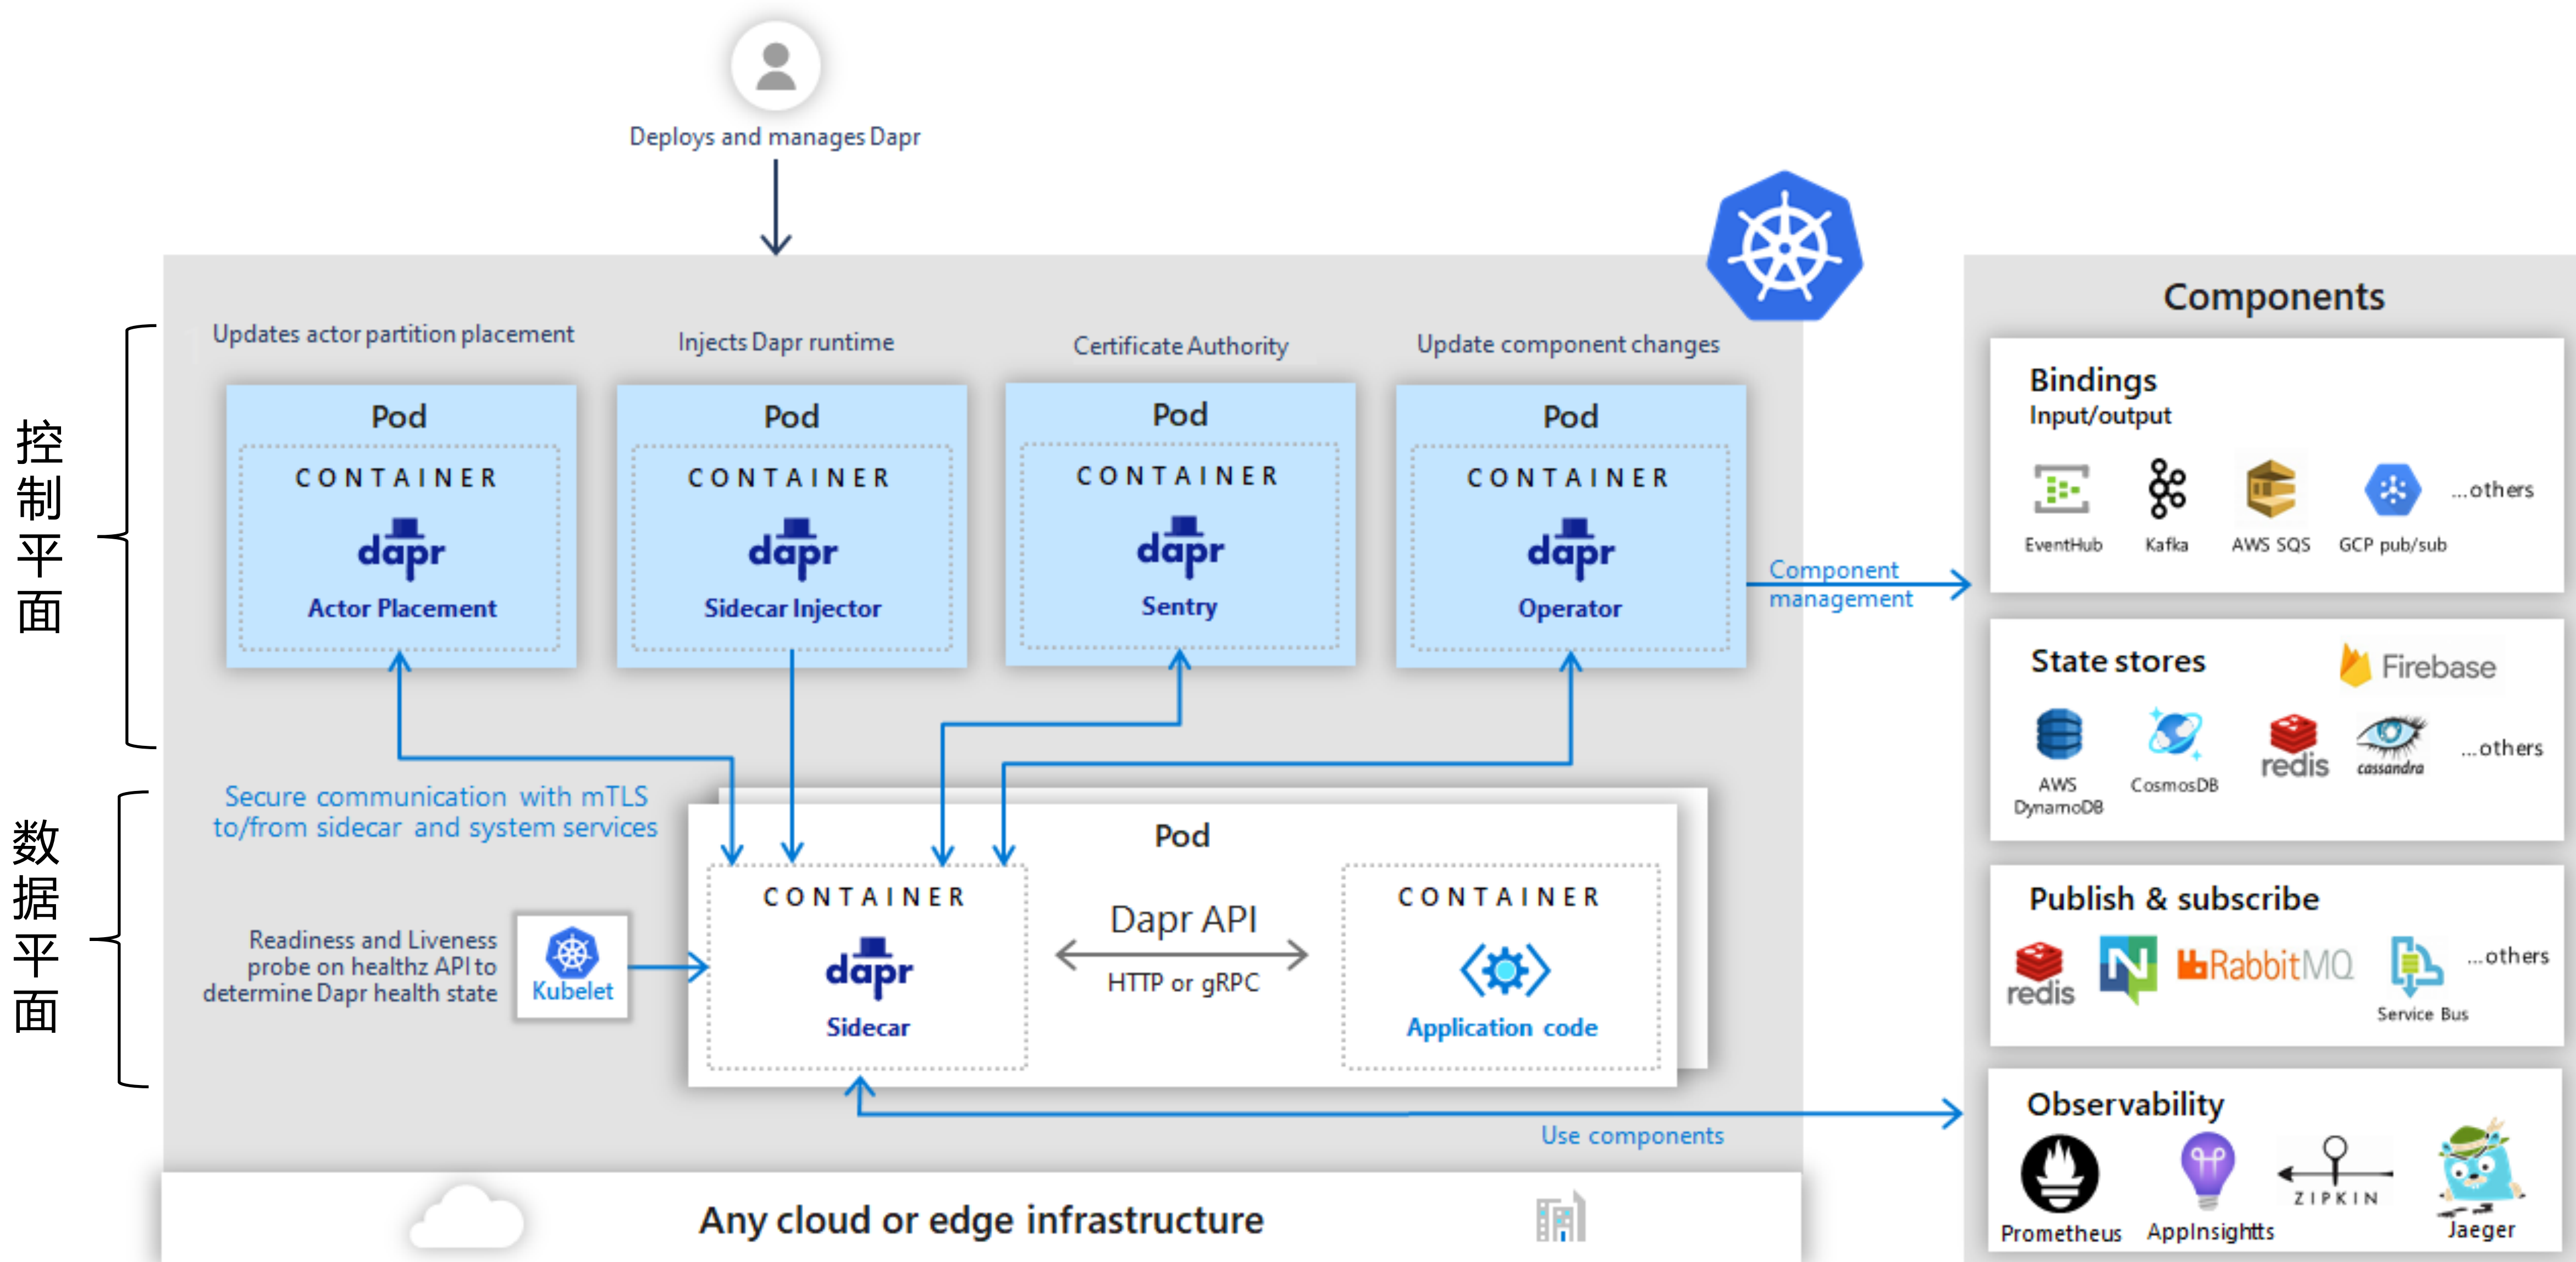 Deploys and manages Dapr
控制平面
数据平面
Updates actor partition placement
Injects Dapr runtime
Certificate Authority
Update component changes
Pod
CONTAINER
dapr
Actor Placement
Pod
CONTAINER
dapr
Sidecar Injector
Pod
CONTAINER
dapr
Sentry
Pod
CONTAINER
dapr
Operator
Component
management
Secure communication with mTLS
to/from sidecar and system services
Readiness and Liveness
probe on healthz API to
determine Dapr health state
Kubelet
Pod
CONTAINER
dapr
Sidecar
Dapr API
HTTP or gRPC
CONTAINER
Application code
Use components
Any cloud or edge infrastructure
Components
Bindings
Input/output
EventHub
Kafka
AWS SQS
GCP pub/sub
...others
State stores
Firebase
AWS
DynamoDB
CosmosDB
redis
cassandra
...others
Publish & subscribe
redis
N
RabbitMQ
Service Bus
...others
Observability
Prometheus
AppInsightts
ZIPKIN
Jaeger